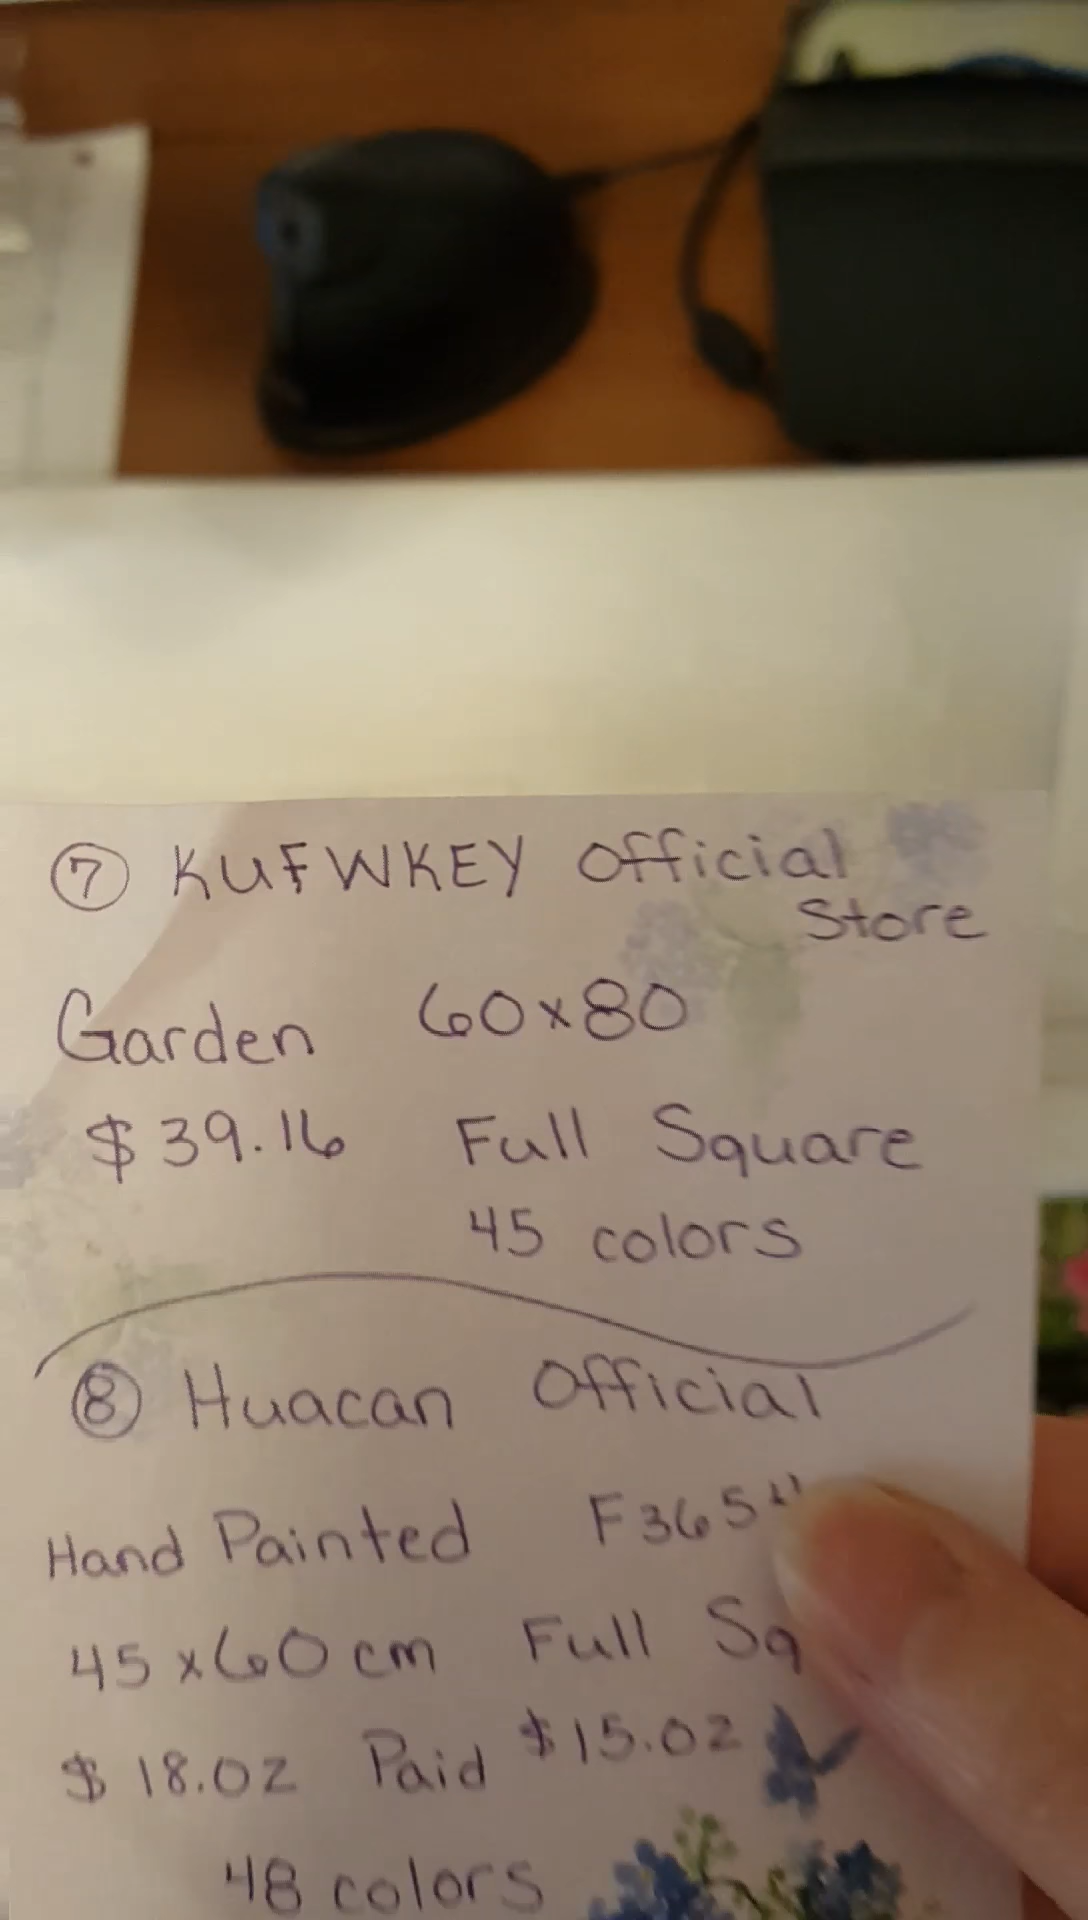 ⑦ KUFWKEY Official
Store
Garden 60x80
$39.16 Full Square
45 colors
⑧ Huacan Official
Hand Painted
45x60 cm Full Sq
$18.02 Paid $15.02
48 colors